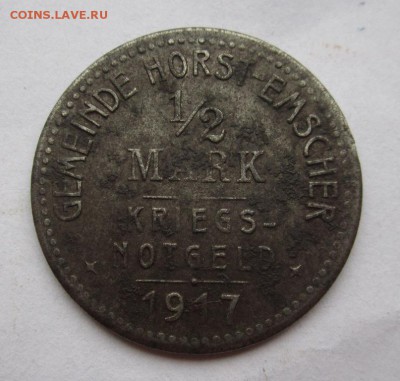 COINS.LAVE.RU
GEMEINDE HORST-EMSCHER
1/2
MARK
KRIEGS-
NOTGELD
1917